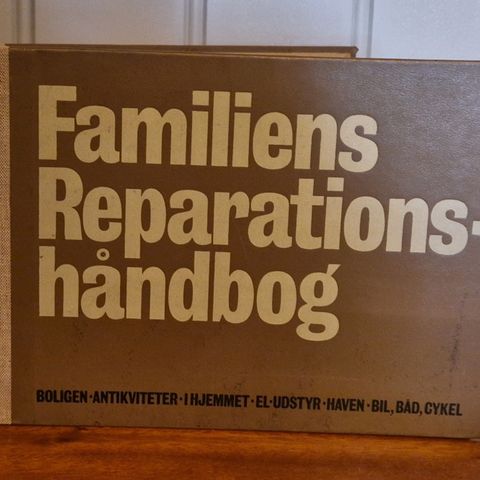 Familiens
Reparations-
håndbog
BOLIGEN·ANTIKVITETER·I HJEMMET·EL-UDSTYR·HAVEN·BIL, BÅD, CYKEL